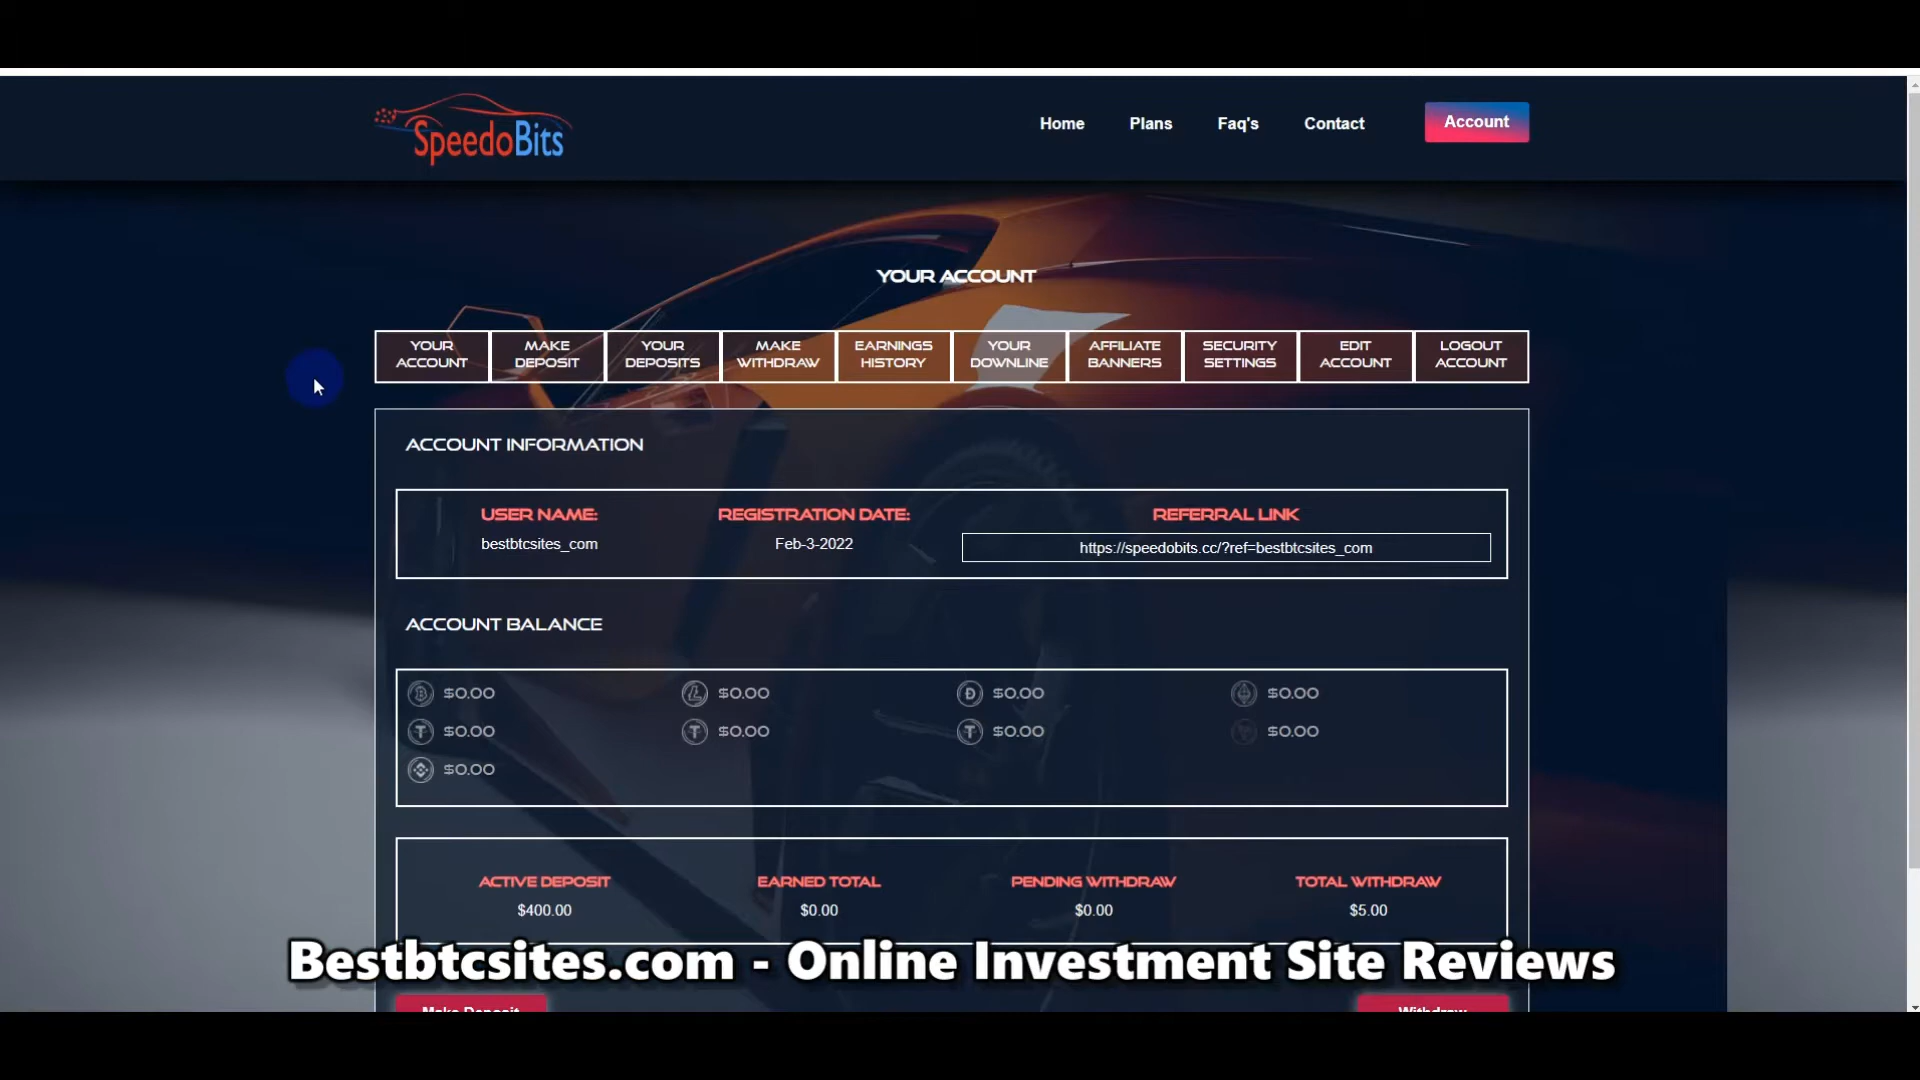 SpeedoBits
Home Plans Faq's Contact Account
YOUR ACCOUNT
YOUR ACCOUNT
MAKE DEPOSIT
YOUR DEPOSITS
MAKE WITHDRAW
EARNINGS HISTORY
YOUR DOWNLINE
AFFILIATE BANNERS
SECURITY SETTINGS
EDIT ACCOUNT
LOGOUT ACCOUNT
ACCOUNT INFORMATION
USER NAME: REGISTRATION DATE: REFERRAL LINK
bestbtcsites_com Feb-3-2022 https://speedobits.cc/?ref=bestbtcsites_com
ACCOUNT BALANCE
$0.00 $0.00 $0.00 $0.00
$0.00 $0.00 $0.00 $0.00
$0.00
ACTIVE DEPOSIT EARNED TOTAL PENDING WITHDRAW TOTAL WITHDRAW
$400.00 $0.00 $0.00 $5.00
Bestbtcsites.com - Online Investment Site Reviews
Make Deposit Withdraw